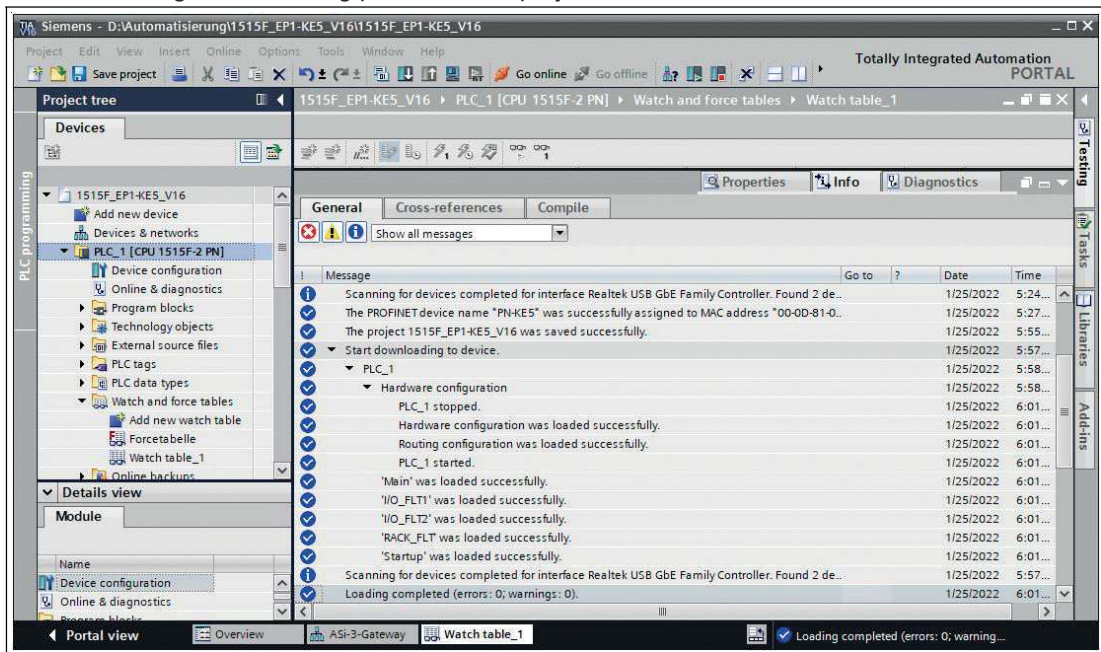 Siemens - D:\Automatisierung\1515F_EP1-KE5_V16\1515F_EP1-KE5_V16
Project Edit View Insert Online Options Tools Window Help
Totally Integrated Automation
PORTAL
Save project
Go online
Go offline
Project tree
1515F_EP1-KE5_V16 PLC_1 [CPU 1515F-2 PN] Watch and force tables Watch table_1
Devices
Properties Info Diagnostics
General Cross-references Compile
Show all messages
PLC programming
1515F_EP1-KE5_V16
Add new device
Devices & networks
PLC_1 [CPU 1515F-2 PN]
Device configuration
Online & diagnostics
Program blocks
Technology objects
External source files
PLC tags
PLC data types
Watch and force tables
Add new watch table
Forcetabelle
Watch table_1
Online backups
Details view
Module
Name
Device configuration
Online & diagnostics
Program blocks
! Message Go to ? Date Time
Scanning for devices completed for interface Realtek USB GbE Family Controller. Found 2 de.. 1/25/2022 5:24...
The PROFINET device name "PN-KE5" was successfully assigned to MAC address "00-0D-81-0... 1/25/2022 5:27...
The project 1515F_EP1-KE5_V16 was saved successfully. 1/25/2022 5:55...
Start downloading to device. 1/25/2022 5:57...
PLC_1 1/25/2022 5:58...
Hardware configuration 1/25/2022 5:58...
PLC_1 stopped. 1/25/2022 6:01...
Hardware configuration was loaded successfully. 1/25/2022 6:01...
Routing configuration was loaded successfully. 1/25/2022 6:01...
PLC_1 started. 1/25/2022 6:01...
'Main' was loaded successfully. 1/25/2022 6:01...
'I/O_FLT1' was loaded successfully. 1/25/2022 6:01...
'I/O_FLT2' was loaded successfully. 1/25/2022 6:01...
'RACK_FLT' was loaded successfully. 1/25/2022 6:01...
'Startup' was loaded successfully. 1/25/2022 6:01...
Scanning for devices completed for interface Realtek USB GbE Family Controller. Found 2 de.. 1/25/2022 5:57...
Loading completed (errors: 0; warnings: 0). 1/25/2022 6:01...
Testing
Tasks
Libraries
Add-ins
Portal view Overview ASi-3-Gateway Watch table_1 Loading completed (errors: 0; warning...